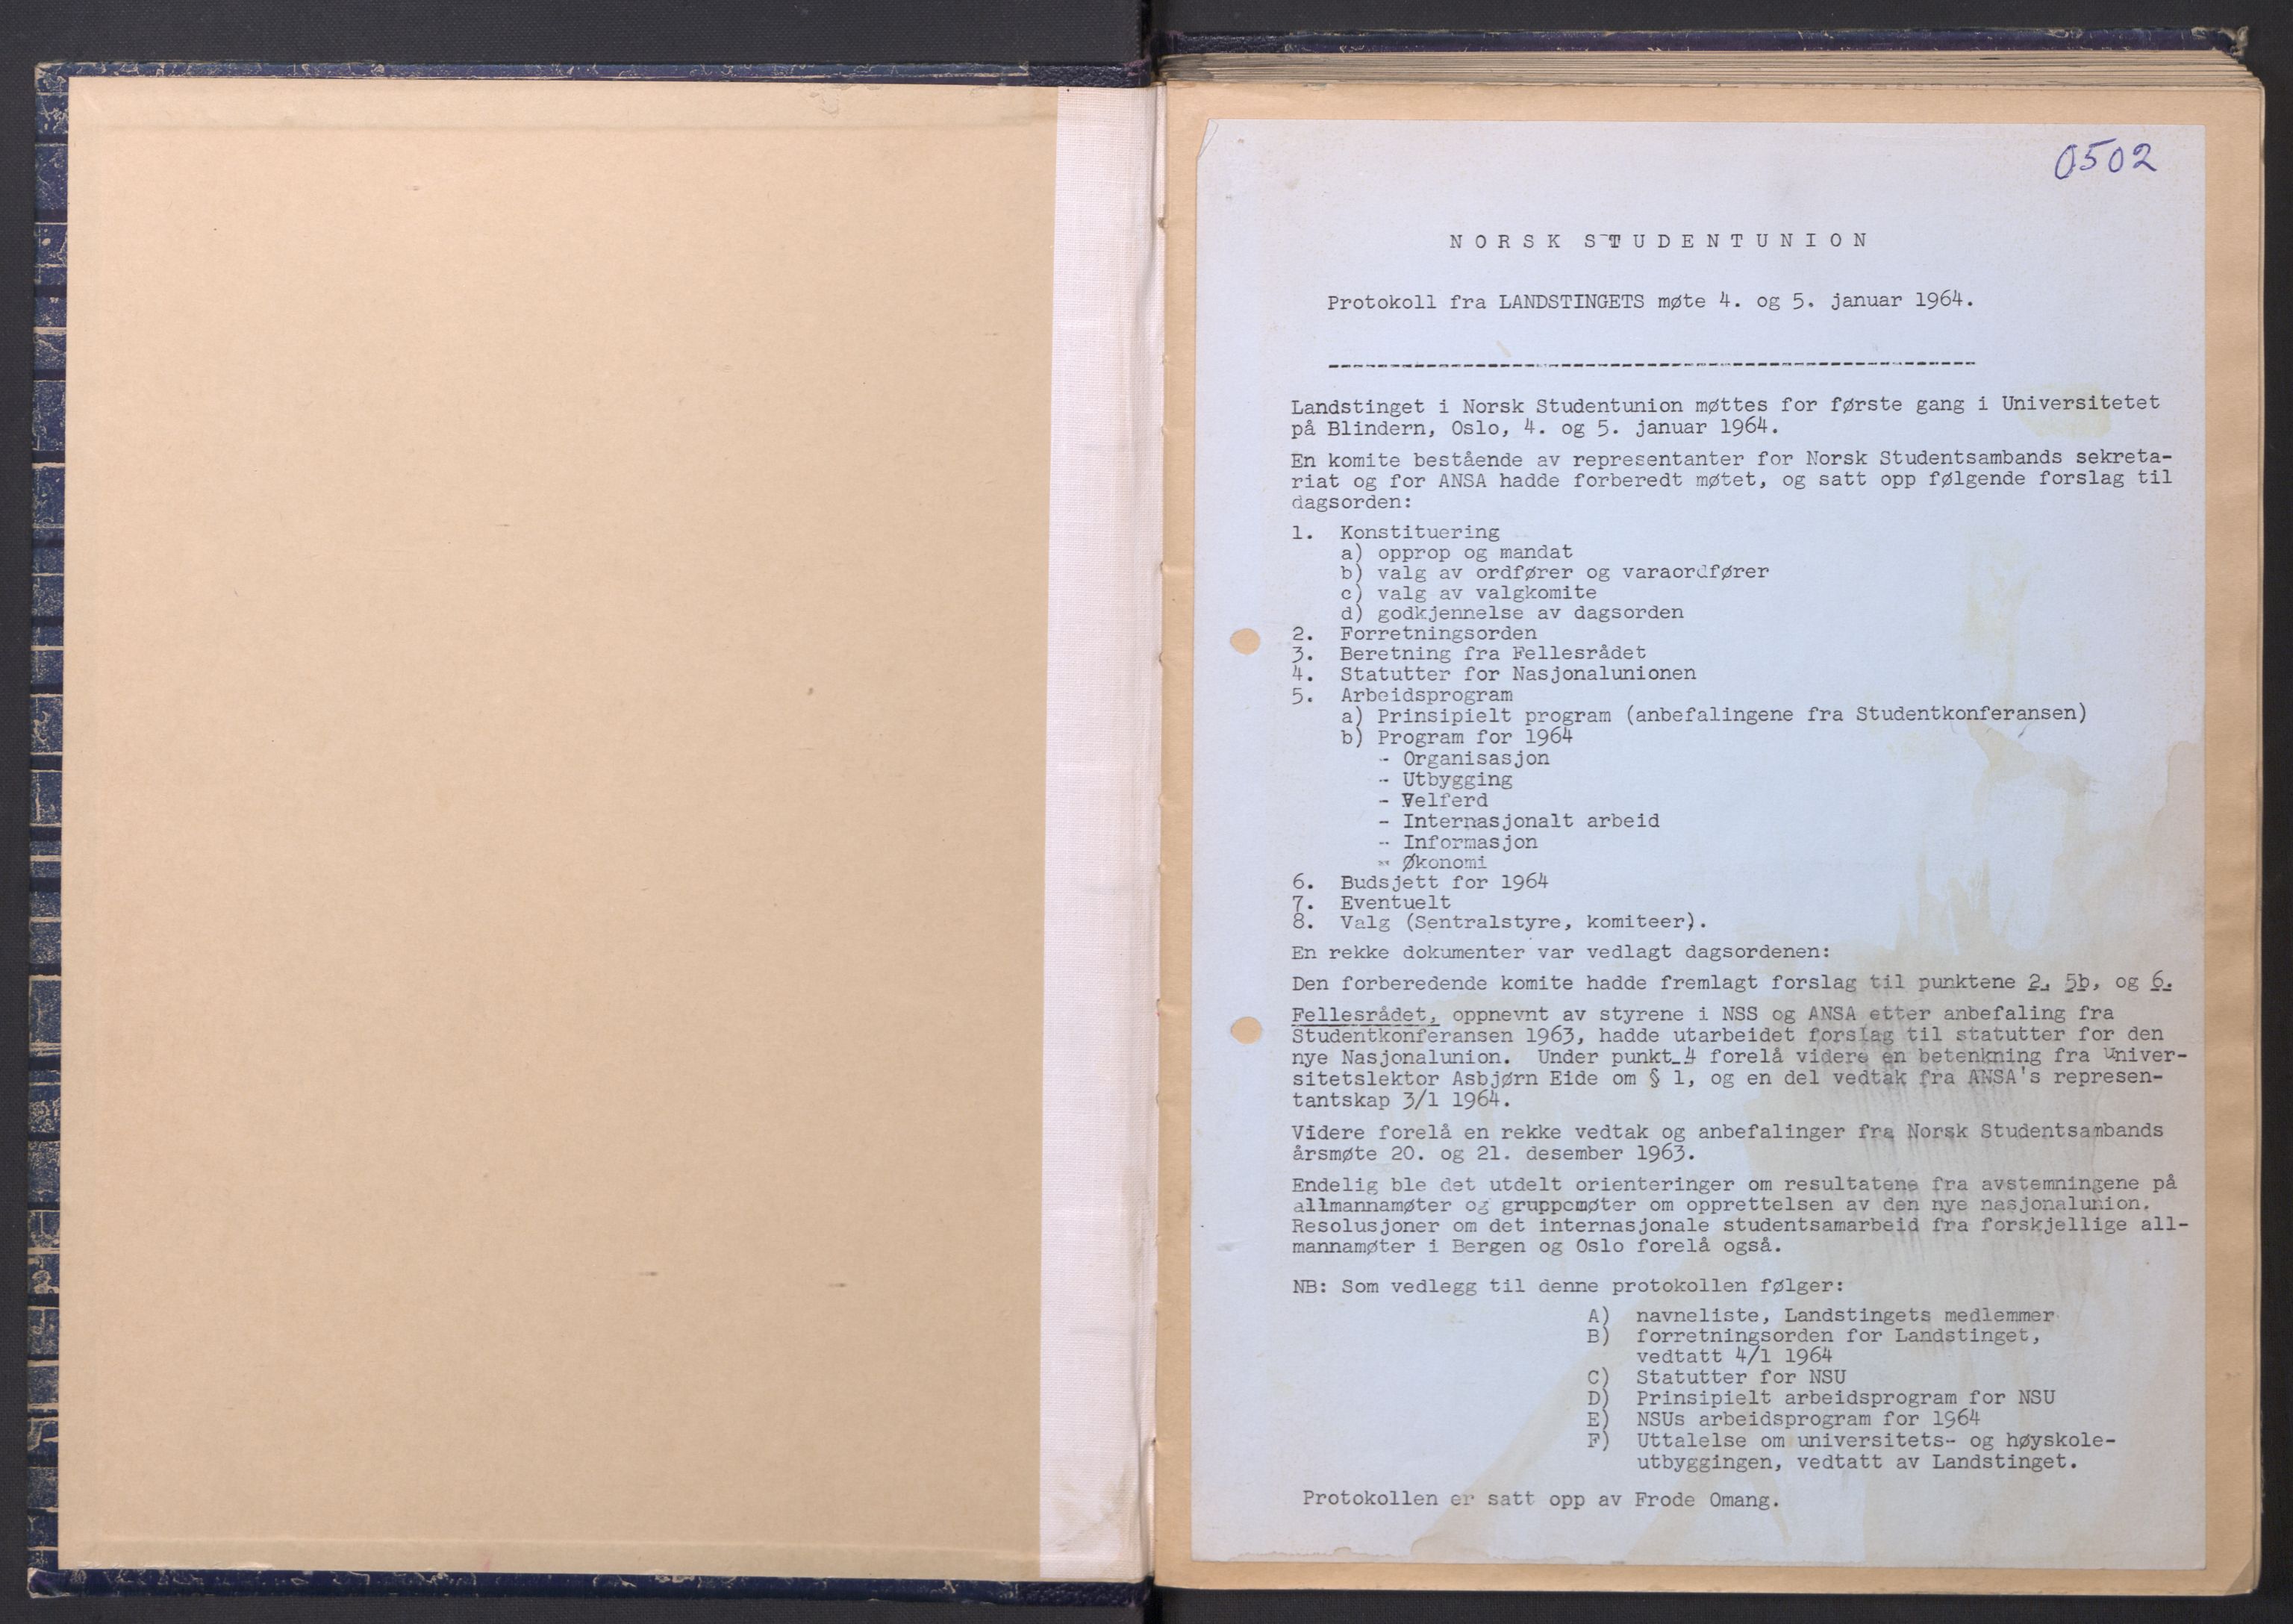 0502
NORSK STUDENTUNION
Protokoll fra LANDSTINGETS møte 4. og 5. januar 1964.
Landstinget i Norsk Studentunion møttes for første gang i Universitetet
på Blindern, Oslo, 4. og 5. januar 1964.
En komite bestående av representanter for Norsk Studentsambands sekreta-
riat og for ANSA hadde forberedt møtet, og satt opp følgende forslag til
dagsorden:
1. Konstituering
a) opprop og mandat
b) valg av ordfører og varaordfører
c) valg av valgkomite
d) godkjennelse av dagsorden
2. Forretningsorden
3. Beretning fra Fellesrådet
4. Statutter for Nasjonalunionen
5. Arbeidsprogram
a) Prinsipielt program (anbefalingene fra Studentkonferansen)
b) Program for 1964
- Organisasjon
- Utbygging
- Velferd
- Internasjonalt arbeid
- Informasjon
- Økonomi
6. Budsjett for 1964
7. Eventuelt
8. Valg (Sentralstyre, komiteer).
En rekke dokumenter var vedlagt dagsordenen:
Den forberedende komite hadde fremlagt forslag til punktene 2. 5b, og 6.
Fellesrådet, oppnevnt av styrene i NSS og ANSA etter anbefaling fra
Studentkonferansen 1963, hadde utarbeidet forslag til statutter for den
nye Nasjonalunion. Under punkt 4 forelå videre en betenkning fra Univer-
sitetslektor Asbjørn Eide om § 1, og en del vedtak fra ANSA's represen-
tantskap 3/1 1964.
Videre forelå en rekke vedtak og anbefalinger fra Norsk Studentsambands
årsmøte 20. og 21. desember 1963.
Endelig ble det utdelt orienteringer om resultatene fra avstemningene på
allmannamøter og gruppemøter om opprettelsen av den nye nasjonalunion.
Resolusjoner om det internasjonale studentsamarbeid fra forskjellige all-
mannamøter i Bergen og Oslo forelå også.
NB: Som vedlegg til denne protokollen følger:
A) navneliste, Landstingets medlemmer
B) forretningsorden for Landstinget,
vedtatt 4/1 1964
C) Statutter for NSU
D) Prinsipielt arbeidsprogram for NSU
E) NSUs arbeidsprogram for 1964
F) Uttalelse om universitets- og høyskole-
utbyggingen, vedtatt av Landstinget.
Protokollen er satt opp av Frode Omang.